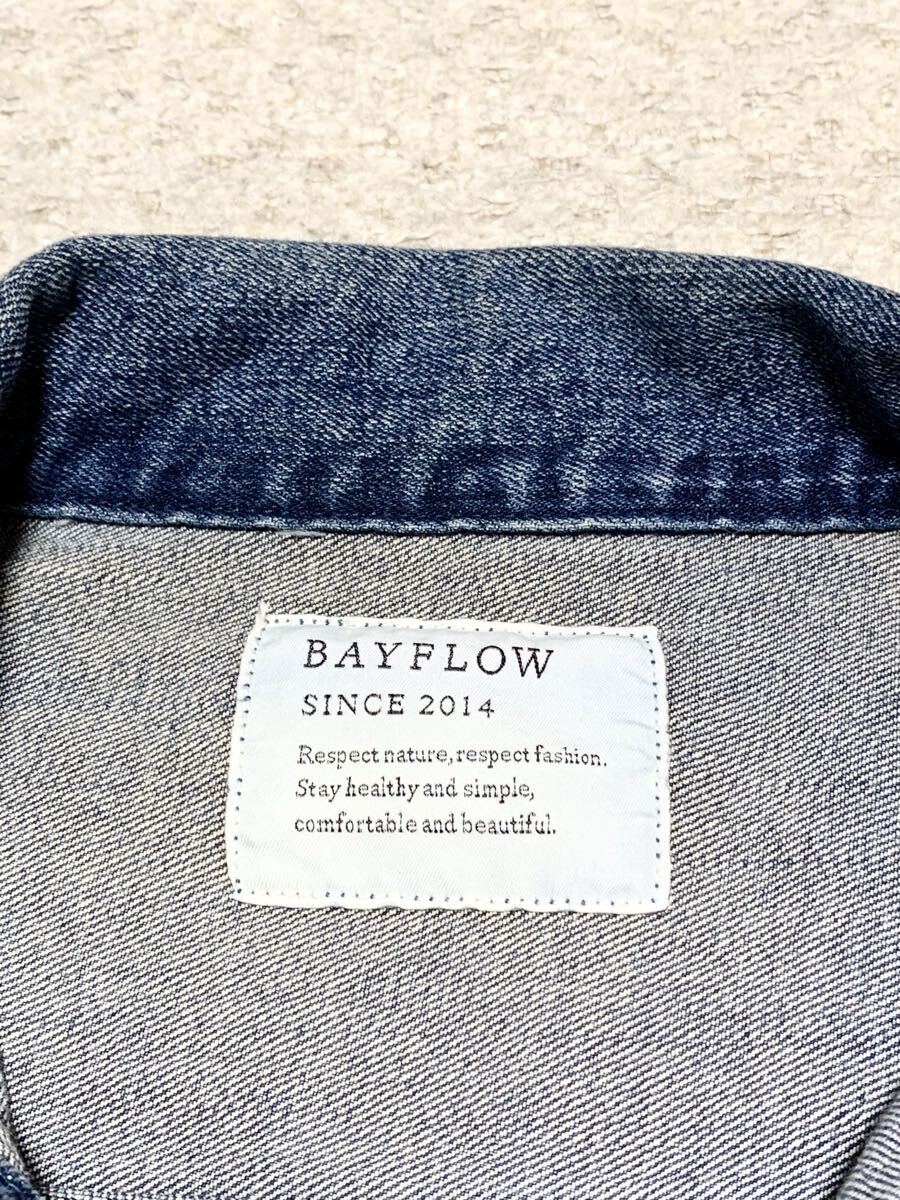 BAYFLOW
SINCE 2014
Respect nature, respect fashion.
Stay healthy and simple,
comfortable and beautiful.